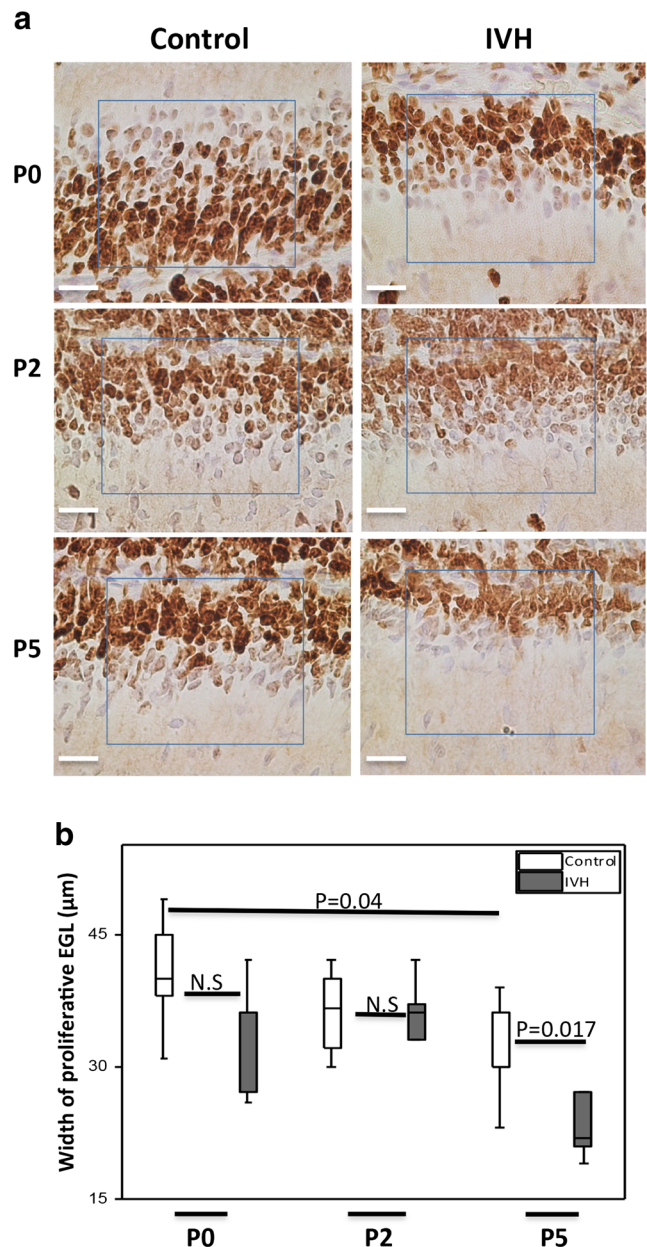 a
Control IVH
P0
P2
P5
b
Width of proliferative EGL (µm)
45
30
15
Control
IVH
P=0.04
N.S
N.S
P=0.017
P0 P2 P5